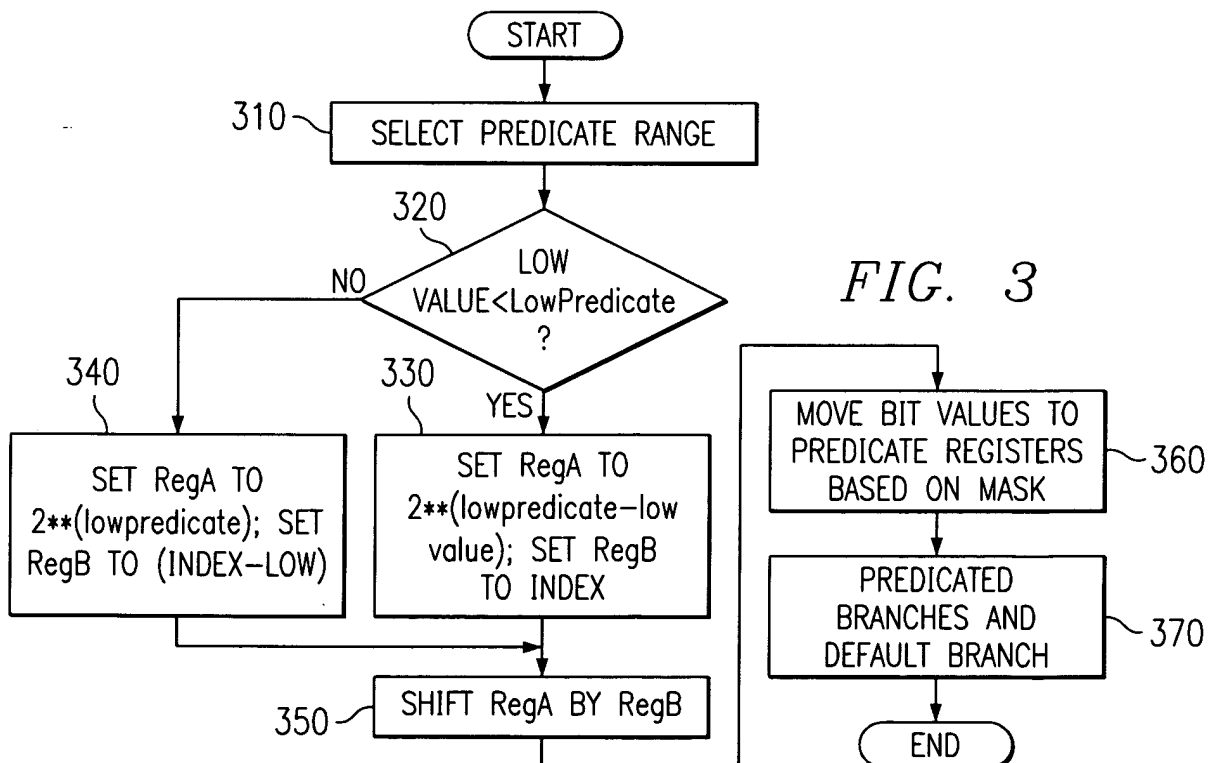 START
310
SELECT PREDICATE RANGE
320
LOW
VALUE<LowPredicate
?
NO
YES
FIG. 3
340
SET RegA TO
2**(lowpredicate); SET
RegB TO (INDEX-LOW)
330
SET RegA TO
2**(lowpredicate-low
value); SET RegB
TO INDEX
350
SHIFT RegA BY RegB
MOVE BIT VALUES TO
PREDICATE REGISTERS
BASED ON MASK
360
PREDICATED
BRANCHES AND
DEFAULT BRANCH
370
END